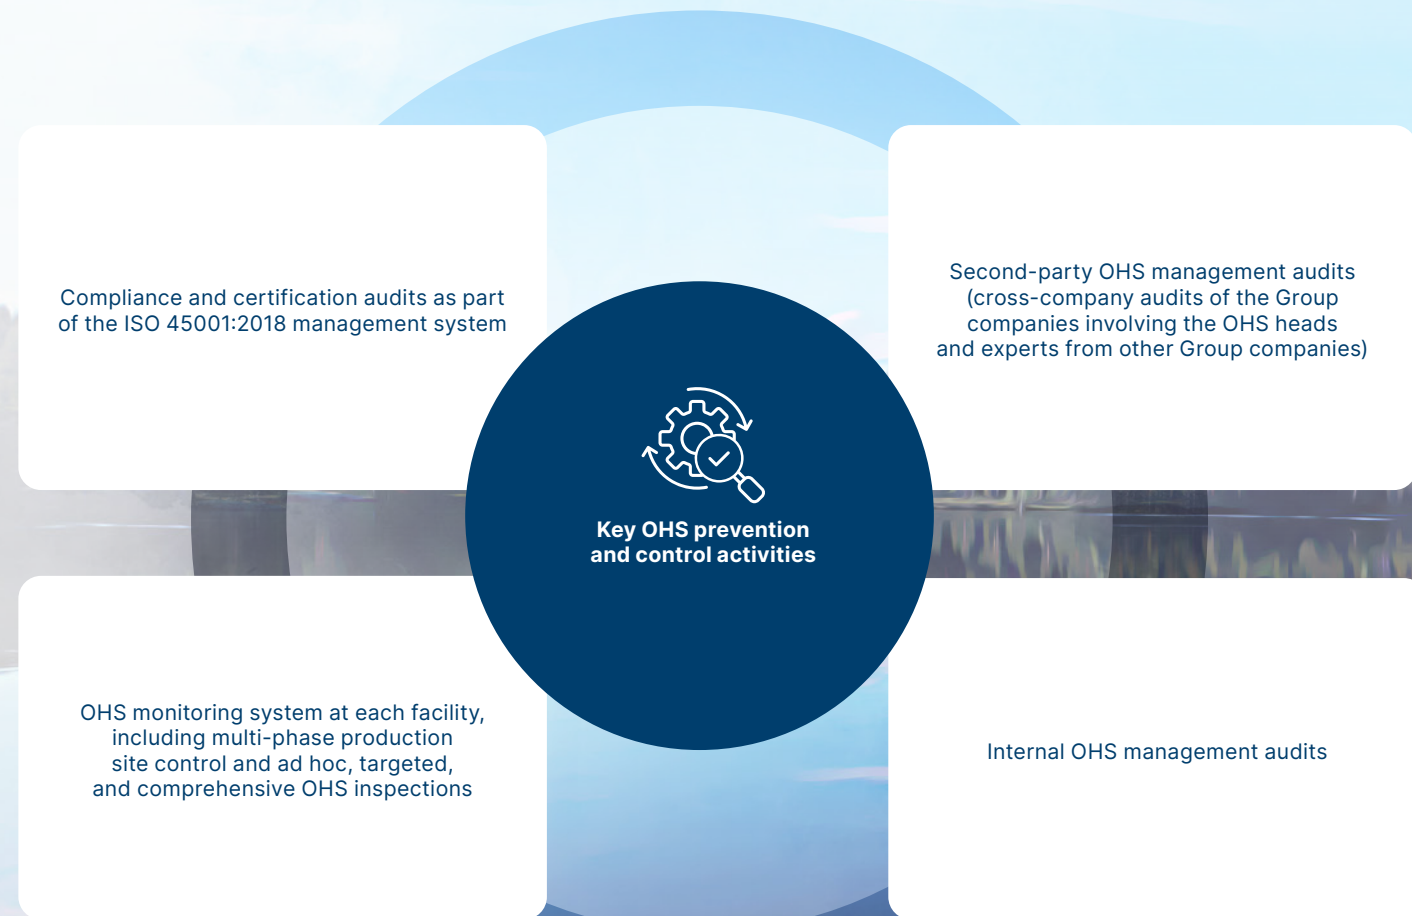 Compliance and certification audits as part
of the ISO 45001:2018 management system
Second-party OHS management audits
(cross-company audits of the Group
companies involving the OHS heads
and experts from other Group companies)
Key OHS prevention
and control activities
OHS monitoring system at each facility,
including multi-phase production
site control and ad hoc, targeted,
and comprehensive OHS inspections
Internal OHS management audits